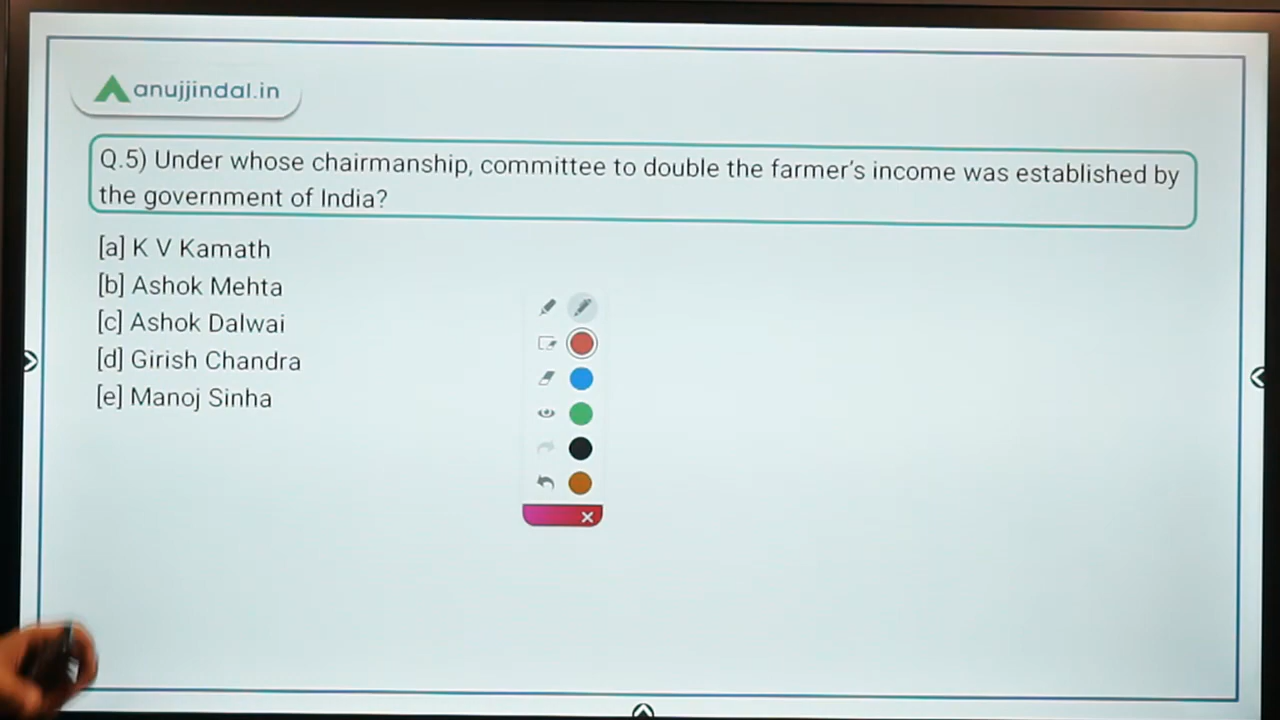 anujjindal.in
Q.5) Under whose chairmanship, committee to double the farmer's income was established by
the government of India?
[a] K V Kamath
[b] Ashok Mehta
[c] Ashok Dalwai
[d] Girish Chandra
[e] Manoj Sinha